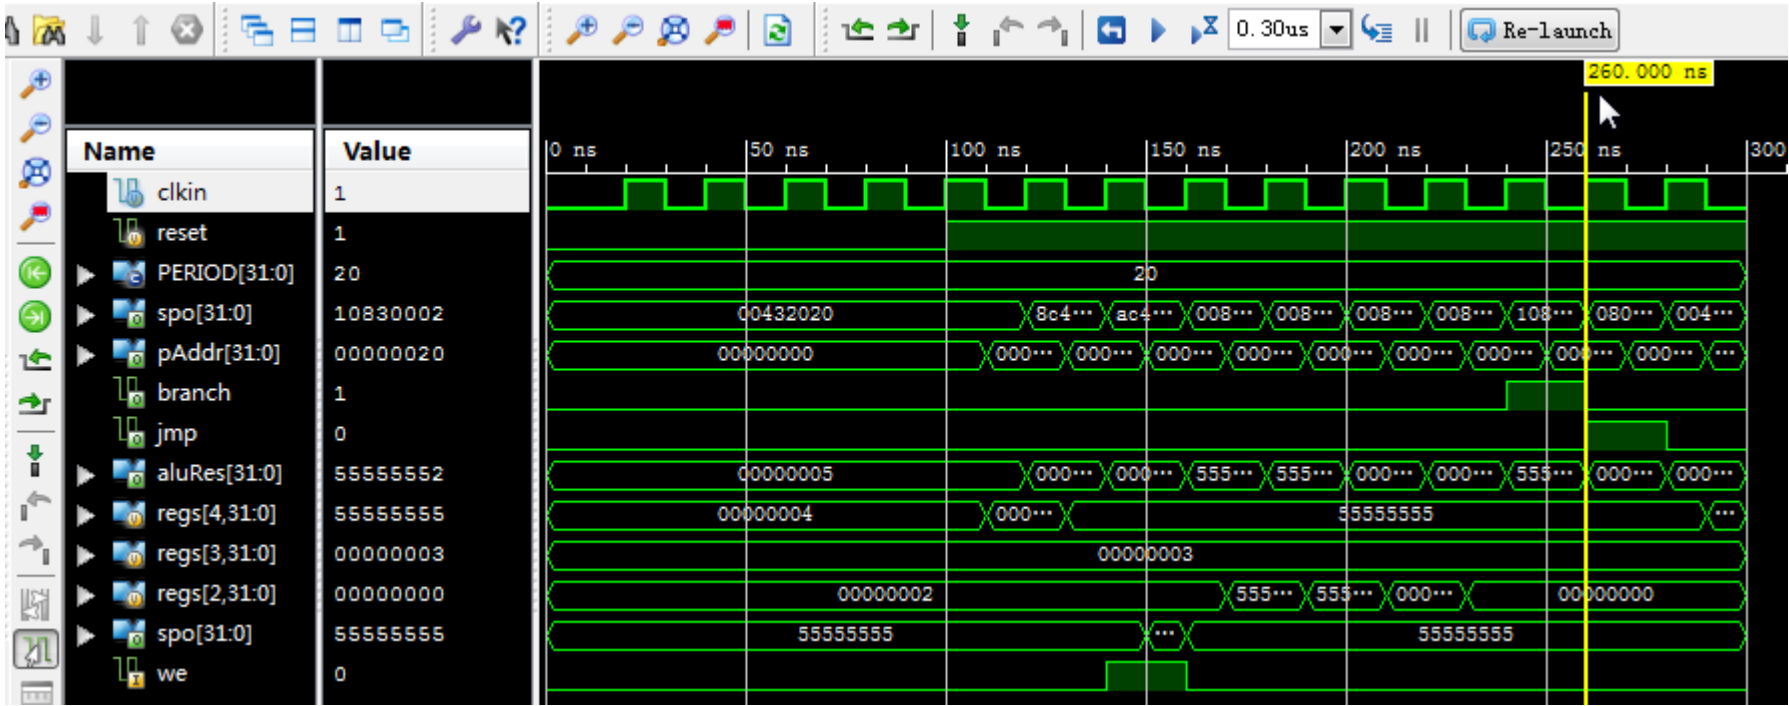 0.30us Re-launch
260.000 ns
Name Value 0 ns 50 ns 100 ns 150 ns 200 ns 250 ns 300
clkin 1
reset 1
PERIOD[31:0] 20 20
spo[31:0] 10830002 00432020 8c4··· ac4··· 008··· 008··· 008··· 008··· 108··· 080··· 004···
pAddr[31:0] 00000020 00000000 000··· 000··· 000··· 000··· 000··· 000··· 000··· 000··· 000··· ···
branch 1
jmp 0
aluRes[31:0] 55555552 00000005 000··· 000··· 555··· 555··· 000··· 000··· 555··· 000··· 000···
regs[4,31:0] 55555555 00000004 000··· 55555555 ···
regs[3,31:0] 00000003 00000003
regs[2,31:0] 00000000 00000002 555··· 555··· 000··· 00000000
spo[31:0] 55555555 55555555 ··· 55555555
we 0